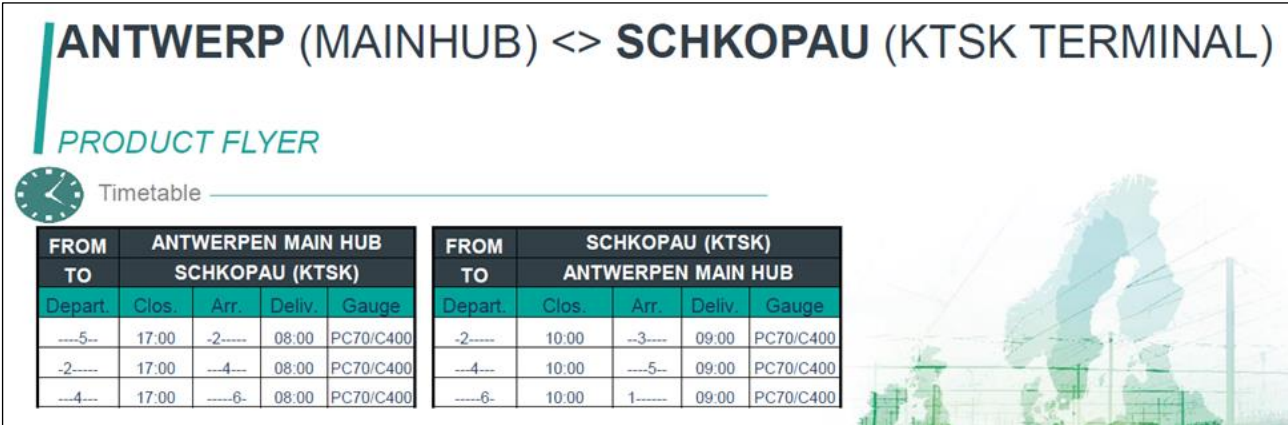 ANTWERP (MAINHUB) <> SCHKOPAU (KTSK TERMINAL)
PRODUCT FLYER
Timetable
FROM ANTWERPEN MAIN HUB
TO SCHKOPAU (KTSK)
Depart. Clos. Arr. Deliv. Gauge
----5-- 17:00 -2----- 08:00 PC70/C400
-2----- 17:00 ---4--- 08:00 PC70/C400
---4--- 17:00 -----6- 08:00 PC70/C400
FROM SCHKOPAU (KTSK)
TO ANTWERPEN MAIN HUB
Depart. Clos. Arr. Deliv. Gauge
-2----- 10:00 --3---- 09:00 PC70/C400
---4--- 10:00 ----5-- 09:00 PC70/C400
-----6- 10:00 1------ 09:00 PC70/C400